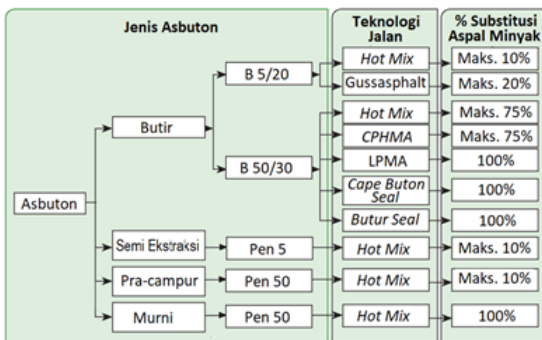 Jenis Asbuton
Teknologi
Jalan
% Substitusi
Aspal Minyak
Asbuton
Butir
B 5/20
Hot Mix
Maks. 10%
Gussasphalt
Maks. 20%
B 50/30
Hot Mix
Maks. 75%
CPHMA
Maks. 75%
LPMA
100%
Cape Buton
Seal
100%
Butur Seal
100%
Semi Ekstraksi
Pen 5
Hot Mix
Maks. 10%
Pra-campur
Pen 50
Hot Mix
Maks. 10%
Murni
Pen 50
Hot Mix
100%